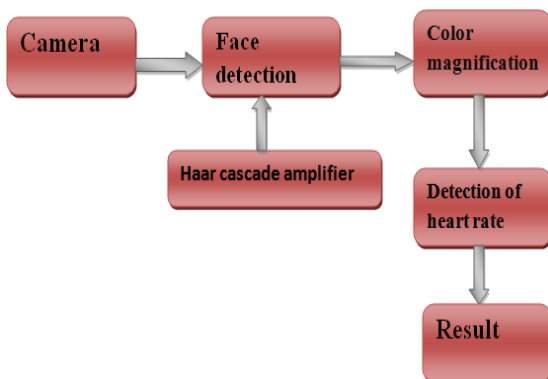 Camera
Face
detection
Color
magnification
Haar cascade amplifier
Detection of
heart rate
Result